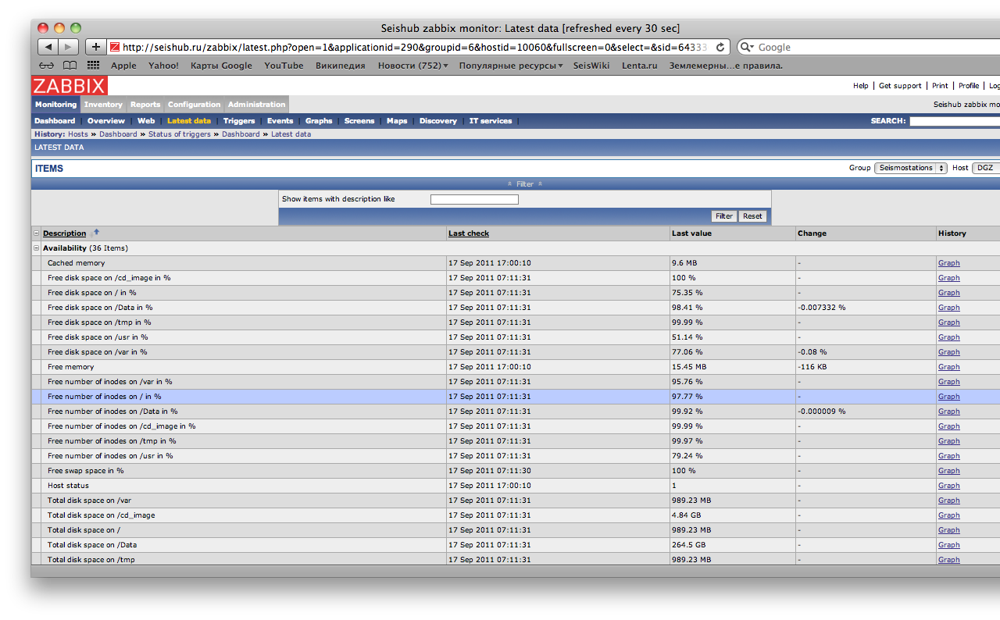 Seishub zabbix monitor: Latest data [refreshed every 30 sec]
http://seishub.ru/zabbix/latest.php?open=1&applicationid=290&groupid=6&hostid=10060&fullscreen=0&select=&sid=64333 Google
Apple Yahoo! Карты Google YouTube Википедия Новости (752) Популярные ресурсы SeisWiki Lenta.ru Землемерны...е правила.
ZABBIX
Help | Get support | Print | Profile | Log
Monitoring Inventory Reports Configuration Administration Seishub zabbix mo
Dashboard | Overview | Web | Latest data | Triggers | Events | Graphs | Screens | Maps | Discovery | IT services | SEARCH:
History: Hosts » Dashboard » Status of triggers » Dashboard » Latest data
LATEST DATA
ITEMS Group Seismostations Host DGZ
Filter
Show items with description like
Filter Reset
Description Last check Last value Change History
Availability (36 Items)
Cached memory 17 Sep 2011 17:00:10 9.6 MB - Graph
Free disk space on /cd_image in % 17 Sep 2011 07:11:31 100 % - Graph
Free disk space on / in % 17 Sep 2011 07:11:31 75.35 % - Graph
Free disk space on /Data in % 17 Sep 2011 07:11:31 98.41 % -0.007332 % Graph
Free disk space on /tmp in % 17 Sep 2011 07:11:31 99.99 % - Graph
Free disk space on /usr in % 17 Sep 2011 07:11:31 51.14 % - Graph
Free disk space on /var in % 17 Sep 2011 07:11:31 77.06 % -0.08 % Graph
Free memory 17 Sep 2011 17:00:10 15.45 MB -116 KB Graph
Free number of inodes on /var in % 17 Sep 2011 07:11:31 95.76 % - Graph
Free number of inodes on / in % 17 Sep 2011 07:11:31 97.77 % - Graph
Free number of inodes on /Data in % 17 Sep 2011 07:11:31 99.92 % -0.000009 % Graph
Free number of inodes on /cd_image in % 17 Sep 2011 07:11:31 99.99 % - Graph
Free number of inodes on /tmp in % 17 Sep 2011 07:11:31 99.97 % - Graph
Free number of inodes on /usr in % 17 Sep 2011 07:11:31 79.24 % - Graph
Free swap space in % 17 Sep 2011 07:11:30 100 % - Graph
Host status 17 Sep 2011 17:00:10 1 - Graph
Total disk space on /var 17 Sep 2011 07:11:31 989.23 MB - Graph
Total disk space on /cd_image 17 Sep 2011 07:11:31 4.84 GB - Graph
Total disk space on / 17 Sep 2011 07:11:31 989.23 MB - Graph
Total disk space on /Data 17 Sep 2011 07:11:31 264.5 GB - Graph
Total disk space on /tmp 17 Sep 2011 07:11:31 989.23 MB - Graph